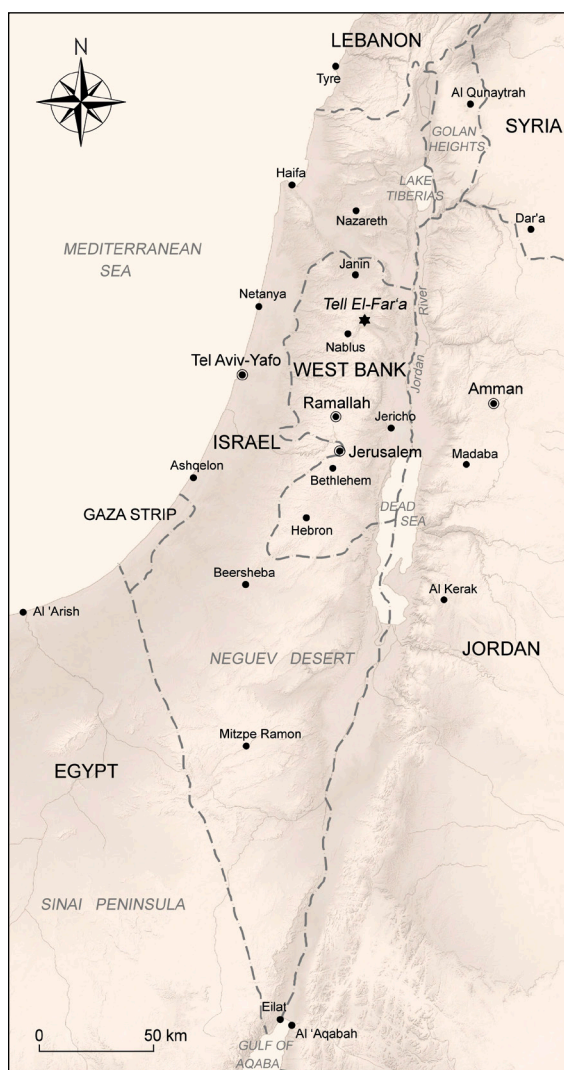 N
LEBANON
Tyre
Al Qunaytrah
GOLAN
HEIGHTS
SYRIA
Haifa
LAKE
TIBERIAS
Nazareth
Dar'a
MEDITERRANEAN
SEA
Janin
Netanya
Tell El-Far'a
Jordan River
Nablus
Tel Aviv-Yafo
WEST BANK
Amman
Ramallah
Jericho
ISRAEL
Jerusalem
Madaba
Ashqelon
Bethlehem
GAZA STRIP
DEAD
SEA
Hebron
Beersheba
Al Kerak
Al 'Arish
NEGUEV DESERT
JORDAN
Mitzpe Ramon
EGYPT
SINAI PENINSULA
Eilat
Al 'Aqabah
0 50 km
GULF OF
AQABA